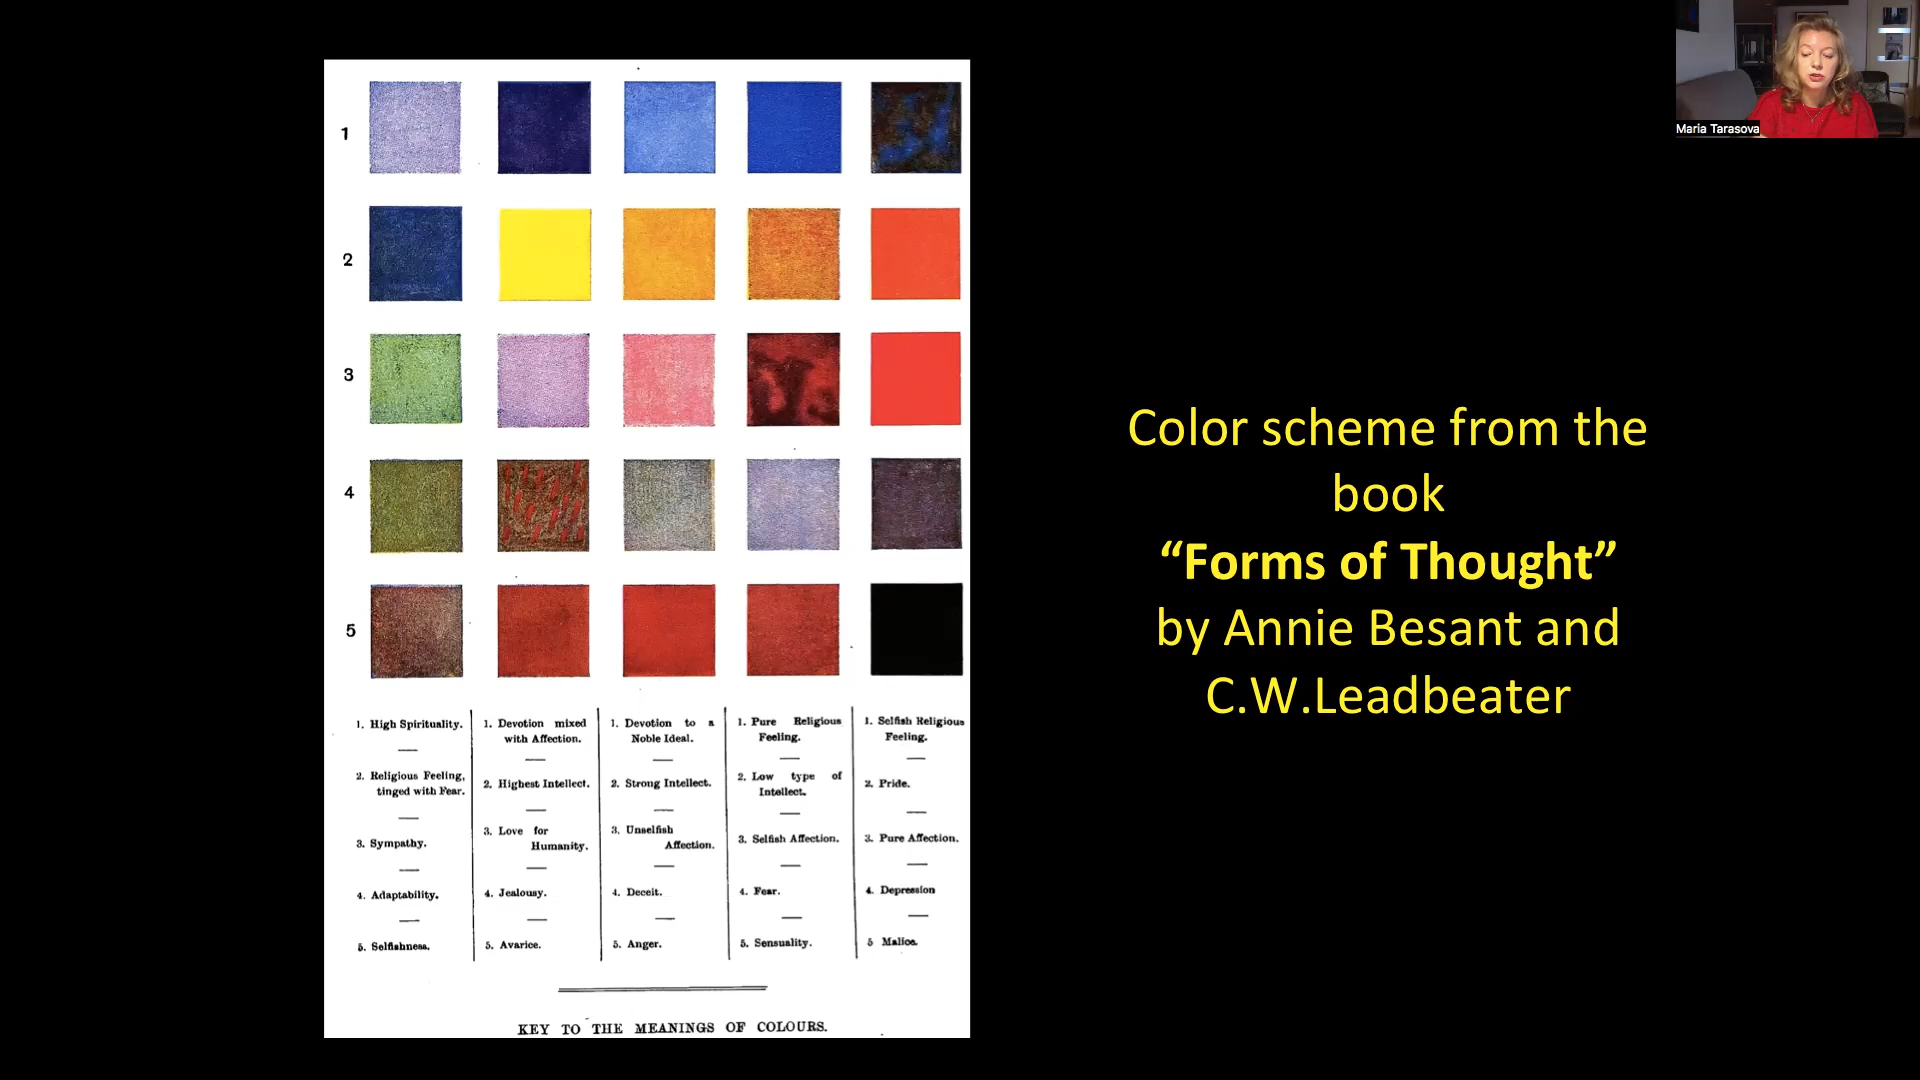 Maria Tarasova
1
2
3
4
5
1. High Spirituality.
2. Religious Feeling,
tinged with Fear.
3. Sympathy.
4. Adaptability.
5. Selfishness.
1. Devotion mixed
with Affection.
2. Highest Intellect.
3. Love for
Humanity.
4. Jealousy.
5. Avarice.
1. Devotion to a
Noble Ideal.
2. Strong Intellect.
3. Unselfish
Affection.
4. Deceit.
5. Anger.
1. Pure Religious
Feeling.
2. Low type of
Intellect.
3. Selfish Affection.
4. Fear.
5. Sensuality.
1. Selfish Religious
Feeling.
2. Pride.
3. Pure Affection.
4. Depression
5 Malice.
KEY TO THE MEANINGS OF COLOURS.
Color scheme from the
book
“Forms of Thought”
by Annie Besant and
C.W.Leadbeater